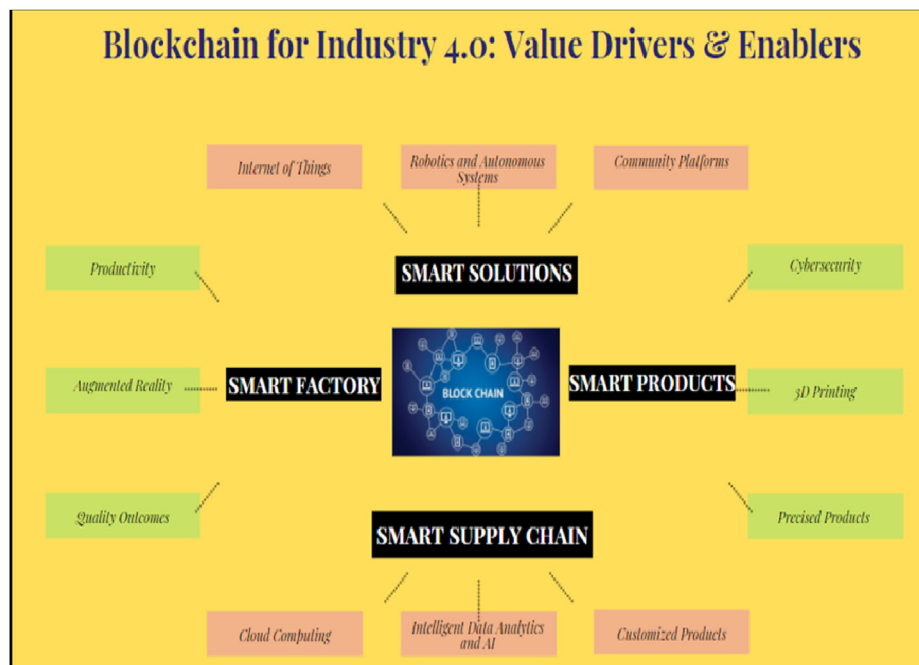 Blockchain for Industry 4.0: Value Drivers & Enablers
Internet of Things
Robotics and Autonomous
Systems
Community Platforms
SMART SOLUTIONS
Productivity
Cybersecurity
Augmented Reality
SMART FACTORY
BLOCK CHAIN
SMART PRODUCTS
3D Printing
Quality Outcomes
Precised Products
SMART SUPPLY CHAIN
Cloud Computing
Intelligent Data Analytics
and AI
Customized Products